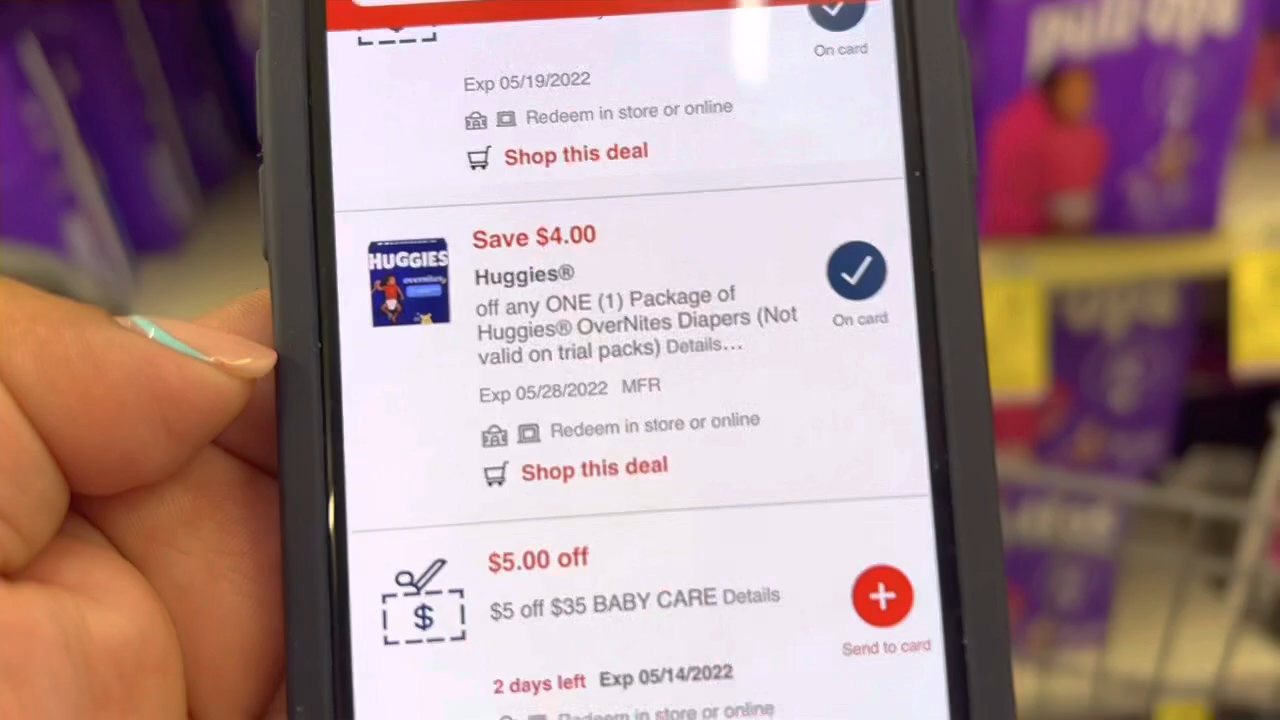 On card
Exp 05/19/2022
Redeem in store or online
Shop this deal
Save $4.00
HUGGIES
overnites
Huggies®
off any ONE (1) Package of
Huggies® OverNites Diapers (Not
valid on trial packs) Details...
On card
Exp 05/28/2022 MFR
Redeem in store or online
Shop this deal
$5.00 off
$
$5 off $35 BABY CARE Details
Send to card
2 days left Exp 05/14/2022
Redeem in store or online